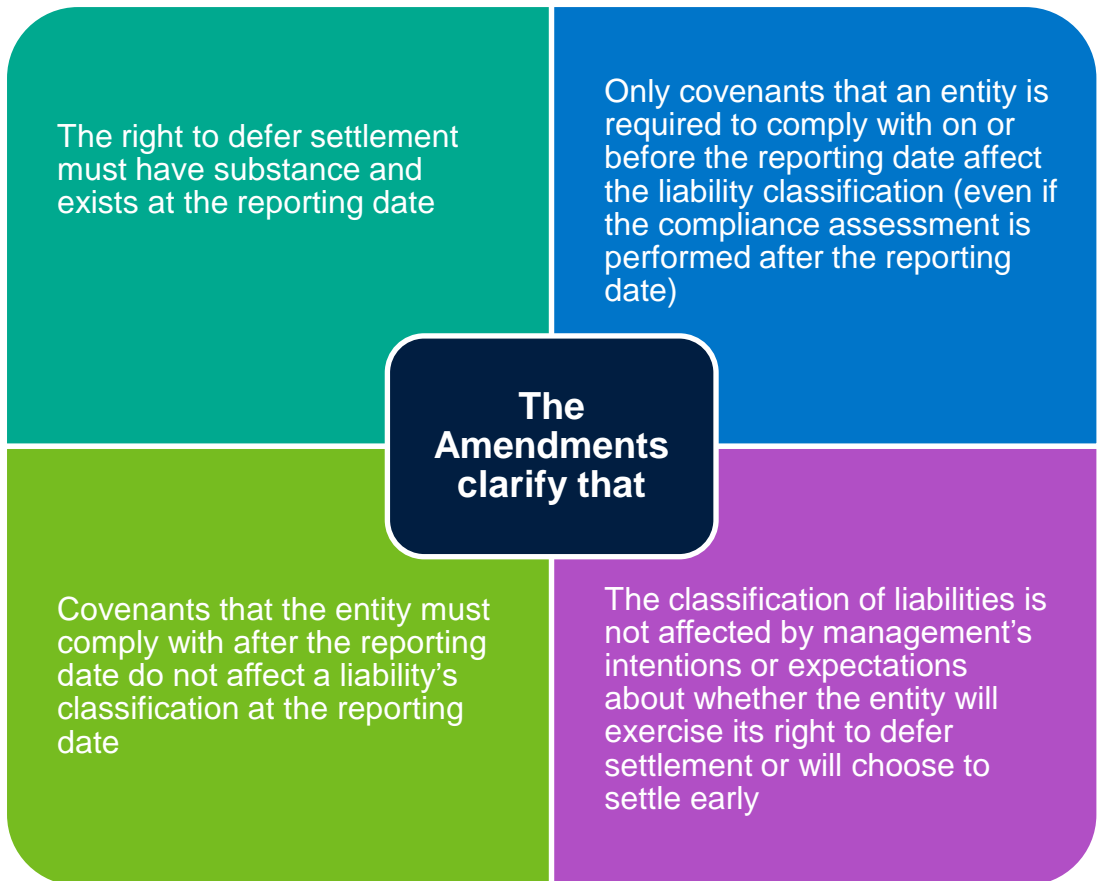 The right to defer settlement
must have substance and
exists at the reporting date
Only covenants that an entity is
required to comply with on or
before the reporting date affect
the liability classification (even if
the compliance assessment is
performed after the reporting
date)
The
Amendments
clarify that
Covenants that the entity must
comply with after the reporting
date do not affect a liability’s
classification at the reporting
date
The classification of liabilities is
not affected by management’s
intentions or expectations
about whether the entity will
exercise its right to defer
settlement or will choose to
settle early